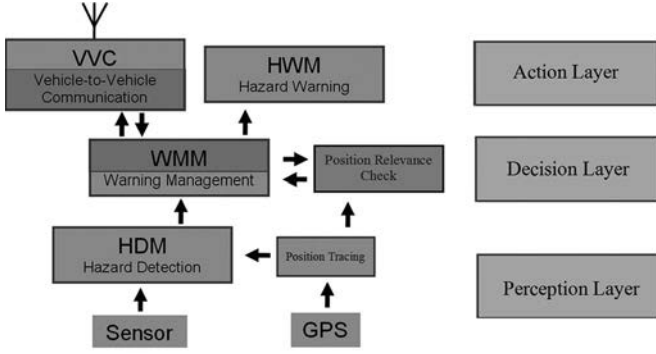 VVC
Vehicle-to-Vehicle
Communication
HWM
Hazard Warning
Action Layer
WMM
Warning Management
Position Relevance
Check
Decision Layer
HDM
Hazard Detection
Position Tracing
Perception Layer
Sensor
GPS